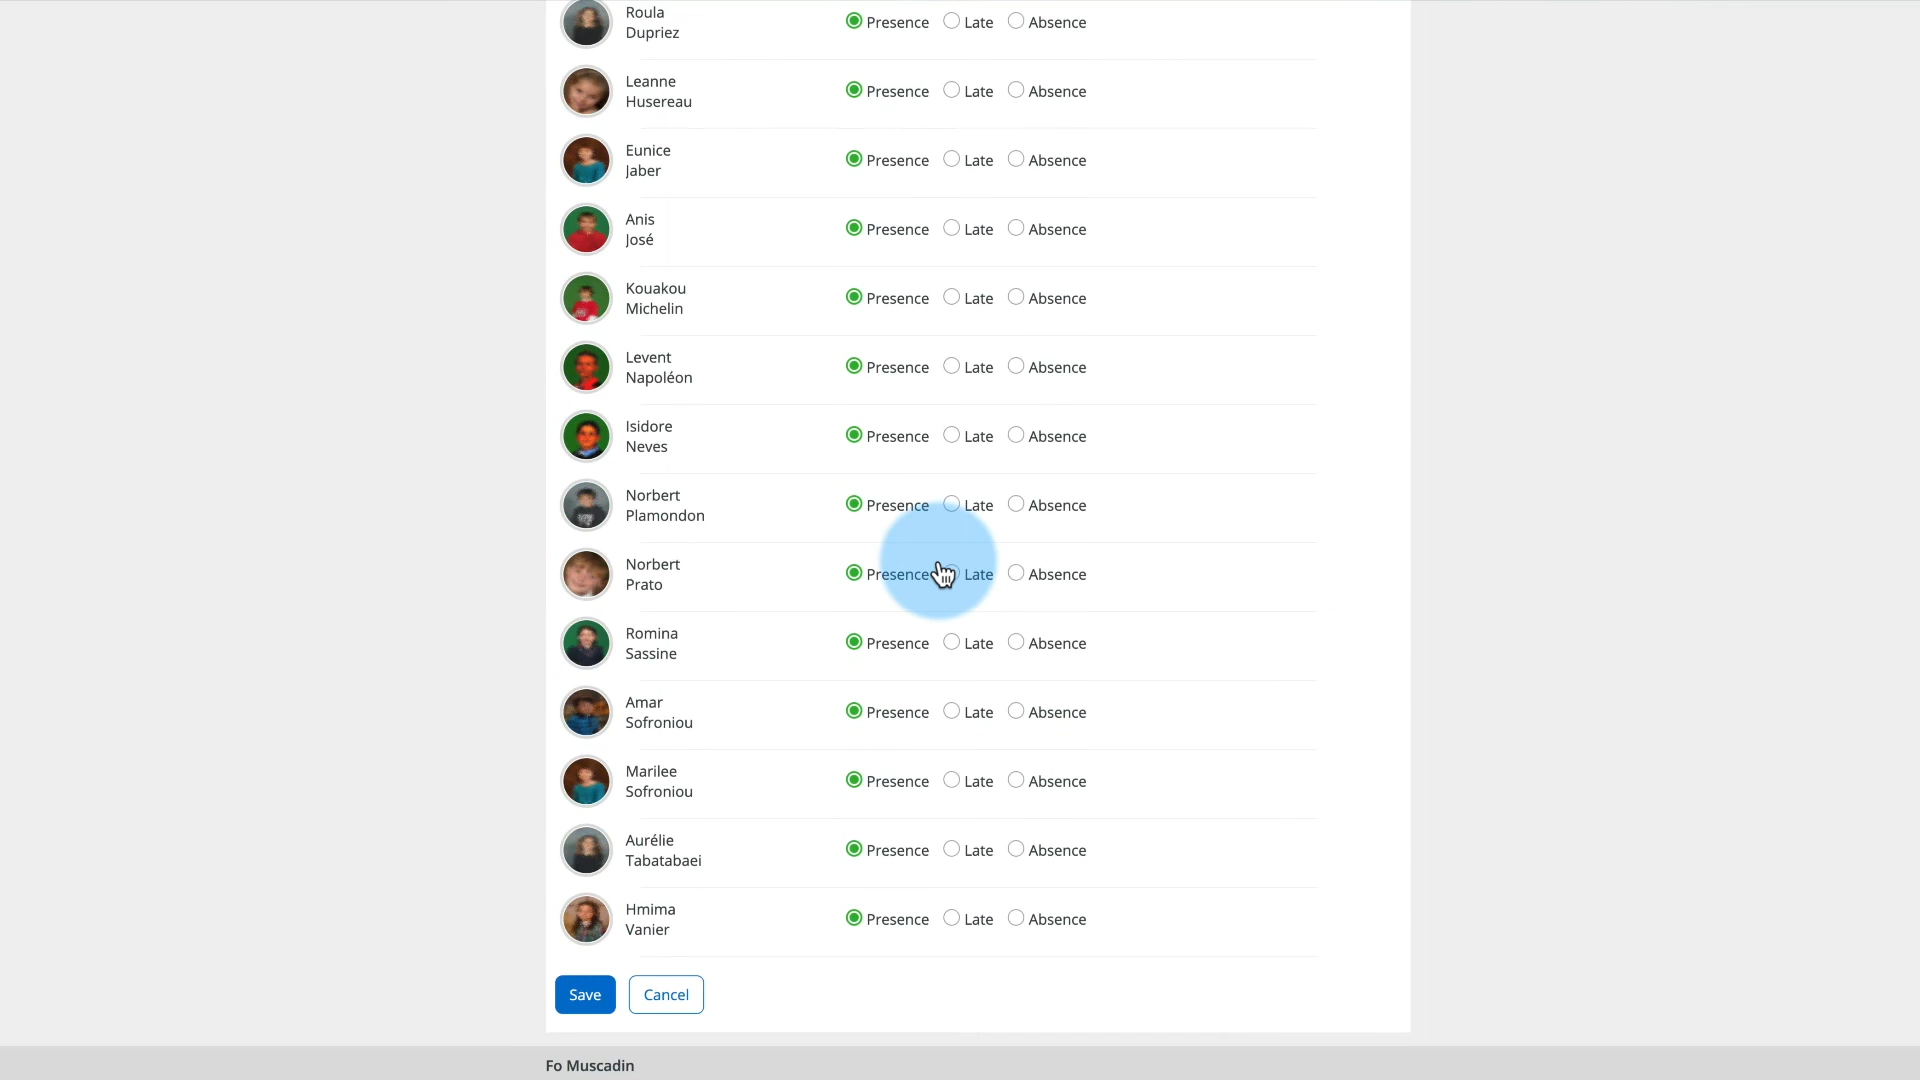 Roula
Dupriez
Presence Late Absence
Leanne
Husereau
Presence Late Absence
Eunice
Jaber
Presence Late Absence
Anis
José
Presence Late Absence
Kouakou
Michelin
Presence Late Absence
Levent
Napoléon
Presence Late Absence
Isidore
Neves
Presence Late Absence
Norbert
Plamondon
Presence Late Absence
Norbert
Prato
Presence Late Absence
Romina
Sassine
Presence Late Absence
Amar
Sofroniou
Presence Late Absence
Marilee
Sofroniou
Presence Late Absence
Aurélie
Tabatabaei
Presence Late Absence
Hmima
Vanier
Presence Late Absence
Save Cancel
Fo Muscadin